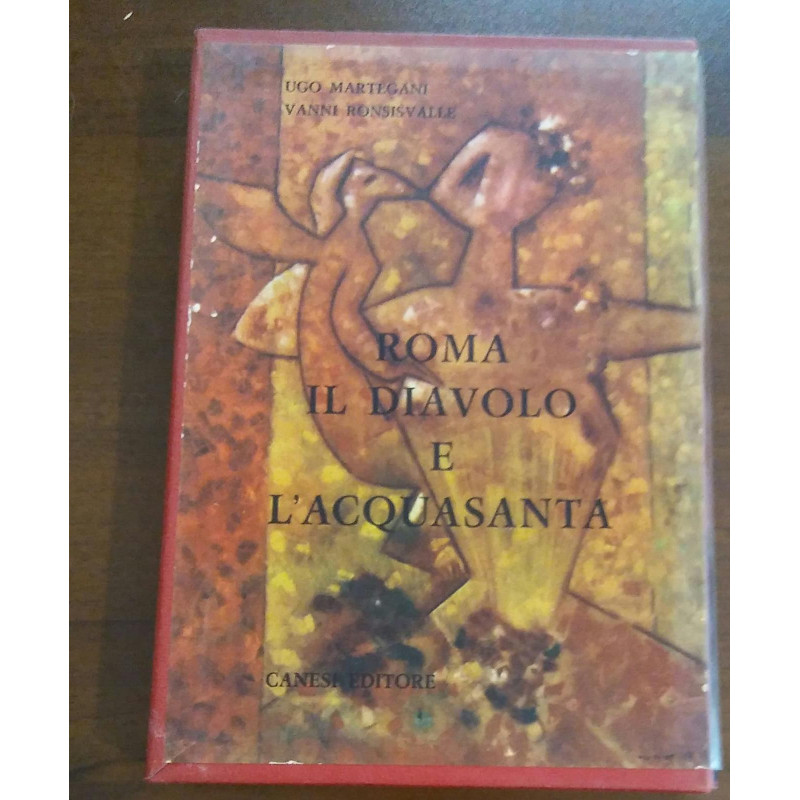 UGO MARTEGANI
VANNI RONSISVALLE
ROMA
IL DIAVOLO
E
L'ACQUASANTA
CANESI EDITORE